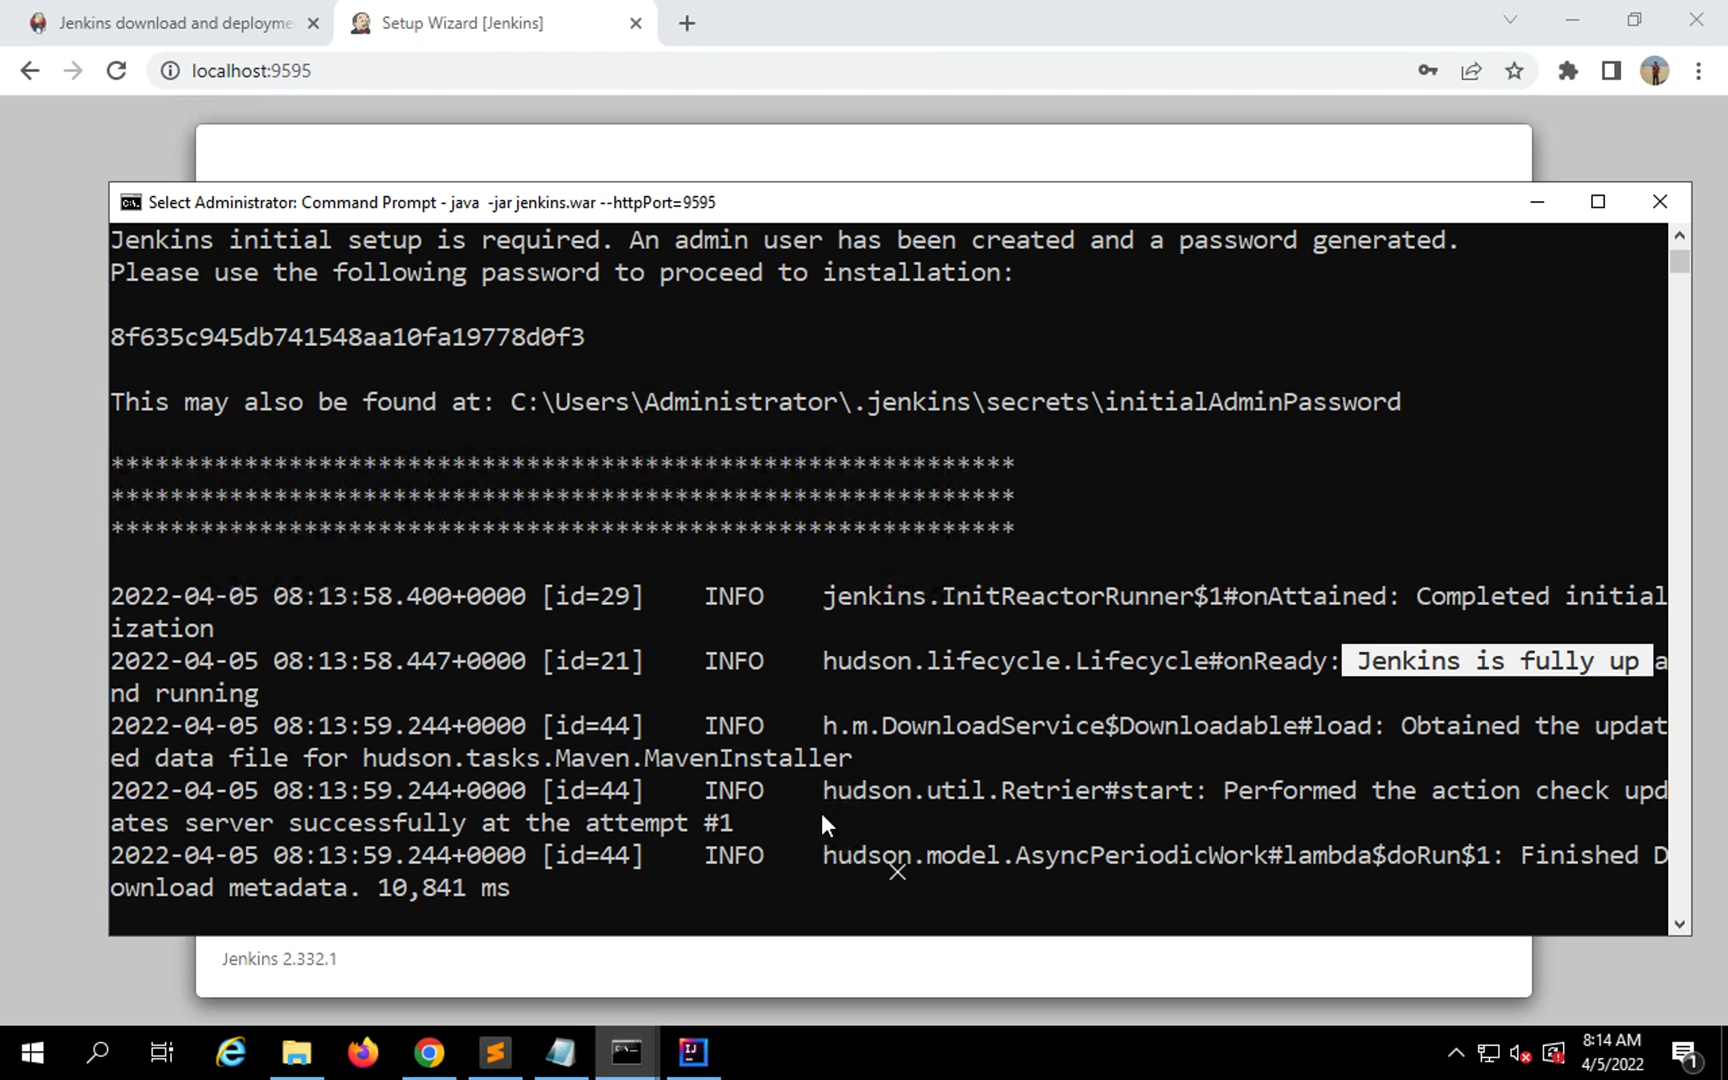 Jenkins download and deployme
Setup Wizard [Jenkins]
localhost:9595
Select Administrator: Command Prompt - java -jar jenkins.war --httpPort=9595
Jenkins initial setup is required. An admin user has been created and a password generated.
Please use the following password to proceed to installation:
8f635c945db741548aa10fa19778d0f3
This may also be found at: C:\Users\Administrator\.jenkins\secrets\initialAdminPassword
*************************************************************
*************************************************************
*************************************************************
2022-04-05 08:13:58.400+0000 [id=29] INFO jenkins.InitReactorRunner$1#onAttained: Completed initial
ization
2022-04-05 08:13:58.447+0000 [id=21] INFO hudson.lifecycle.Lifecycle#onReady: Jenkins is fully up a
nd running
2022-04-05 08:13:59.244+0000 [id=44] INFO h.m.DownloadService$Downloadable#load: Obtained the updat
ed data file for hudson.tasks.Maven.MavenInstaller
2022-04-05 08:13:59.244+0000 [id=44] INFO hudson.util.Retrier#start: Performed the action check upd
ates server successfully at the attempt #1
2022-04-05 08:13:59.244+0000 [id=44] INFO hudson.model.AsyncPeriodicWork#lambda$doRun$1: Finished D
ownload metadata. 10,841 ms
Jenkins 2.332.1
8:14 AM
4/5/2022
1